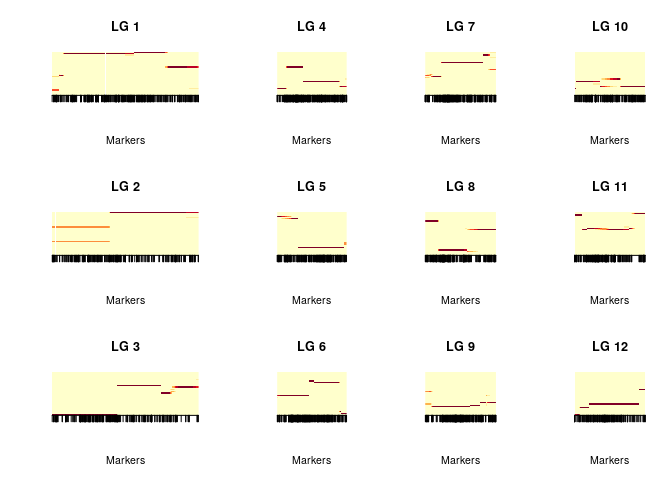 LG 1
LG 4
LG 7
LG 10
Markers
Markers
Markers
Markers
LG 2
LG 5
LG 8
LG 11
Markers
Markers
Markers
Markers
LG 3
LG 6
LG 9
LG 12
Markers
Markers
Markers
Markers